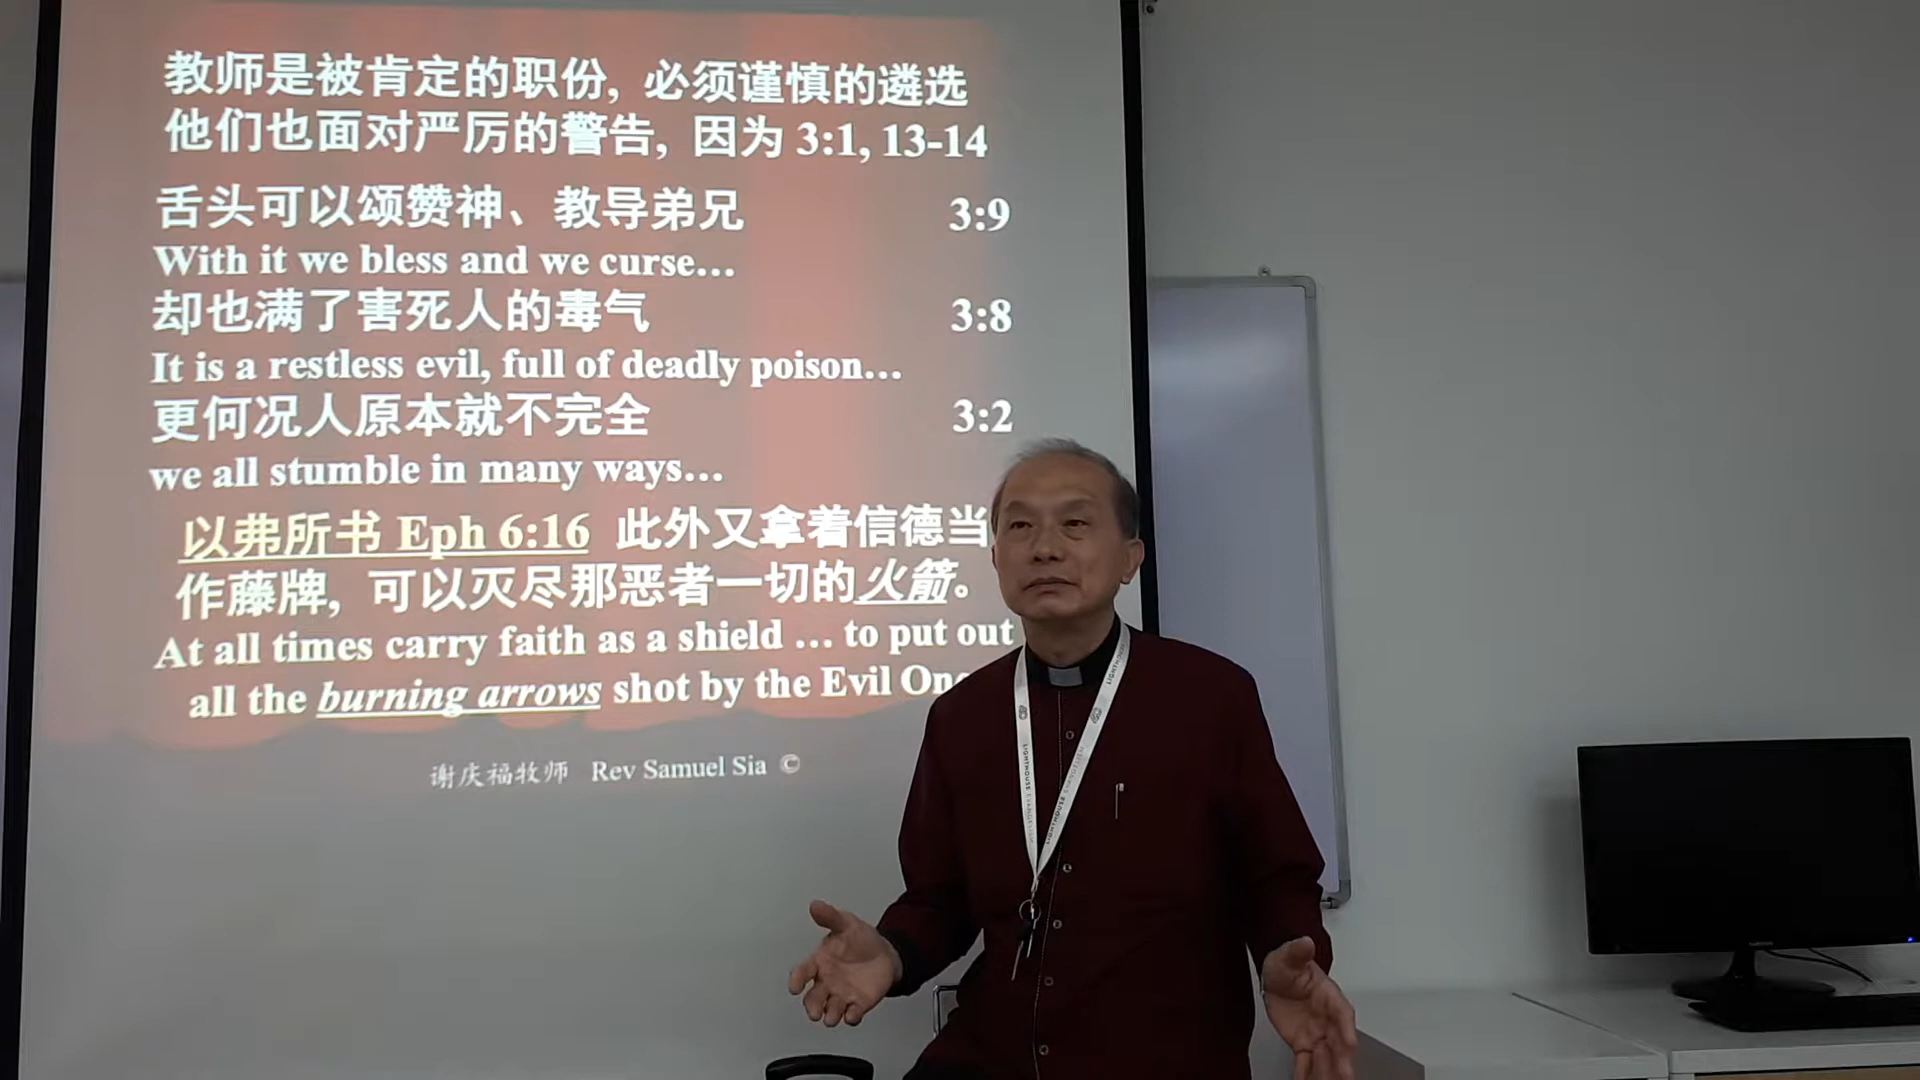 教师是被肯定的职份, 必须谨慎的遴选
他们也面对严厉的警告, 因为 3:1, 13-14
舌头可以颂赞神、教导弟兄 3:9
With it we bless and we curse…
却也满了害死人的毒气 3:8
It is a restless evil, full of deadly poison…
更何况人原本就不完全 3:2
we all stumble in many ways…
以弗所书 Eph 6:16 此外又拿着信德当
作藤牌, 可以灭尽那恶者一切的火箭。
At all times carry faith as a shield … to put out
all the burning arrows shot by the Evil
谢庆福牧师 Rev Samuel Sia ©
LIGHTHOUSE
LIGHTHOUSE